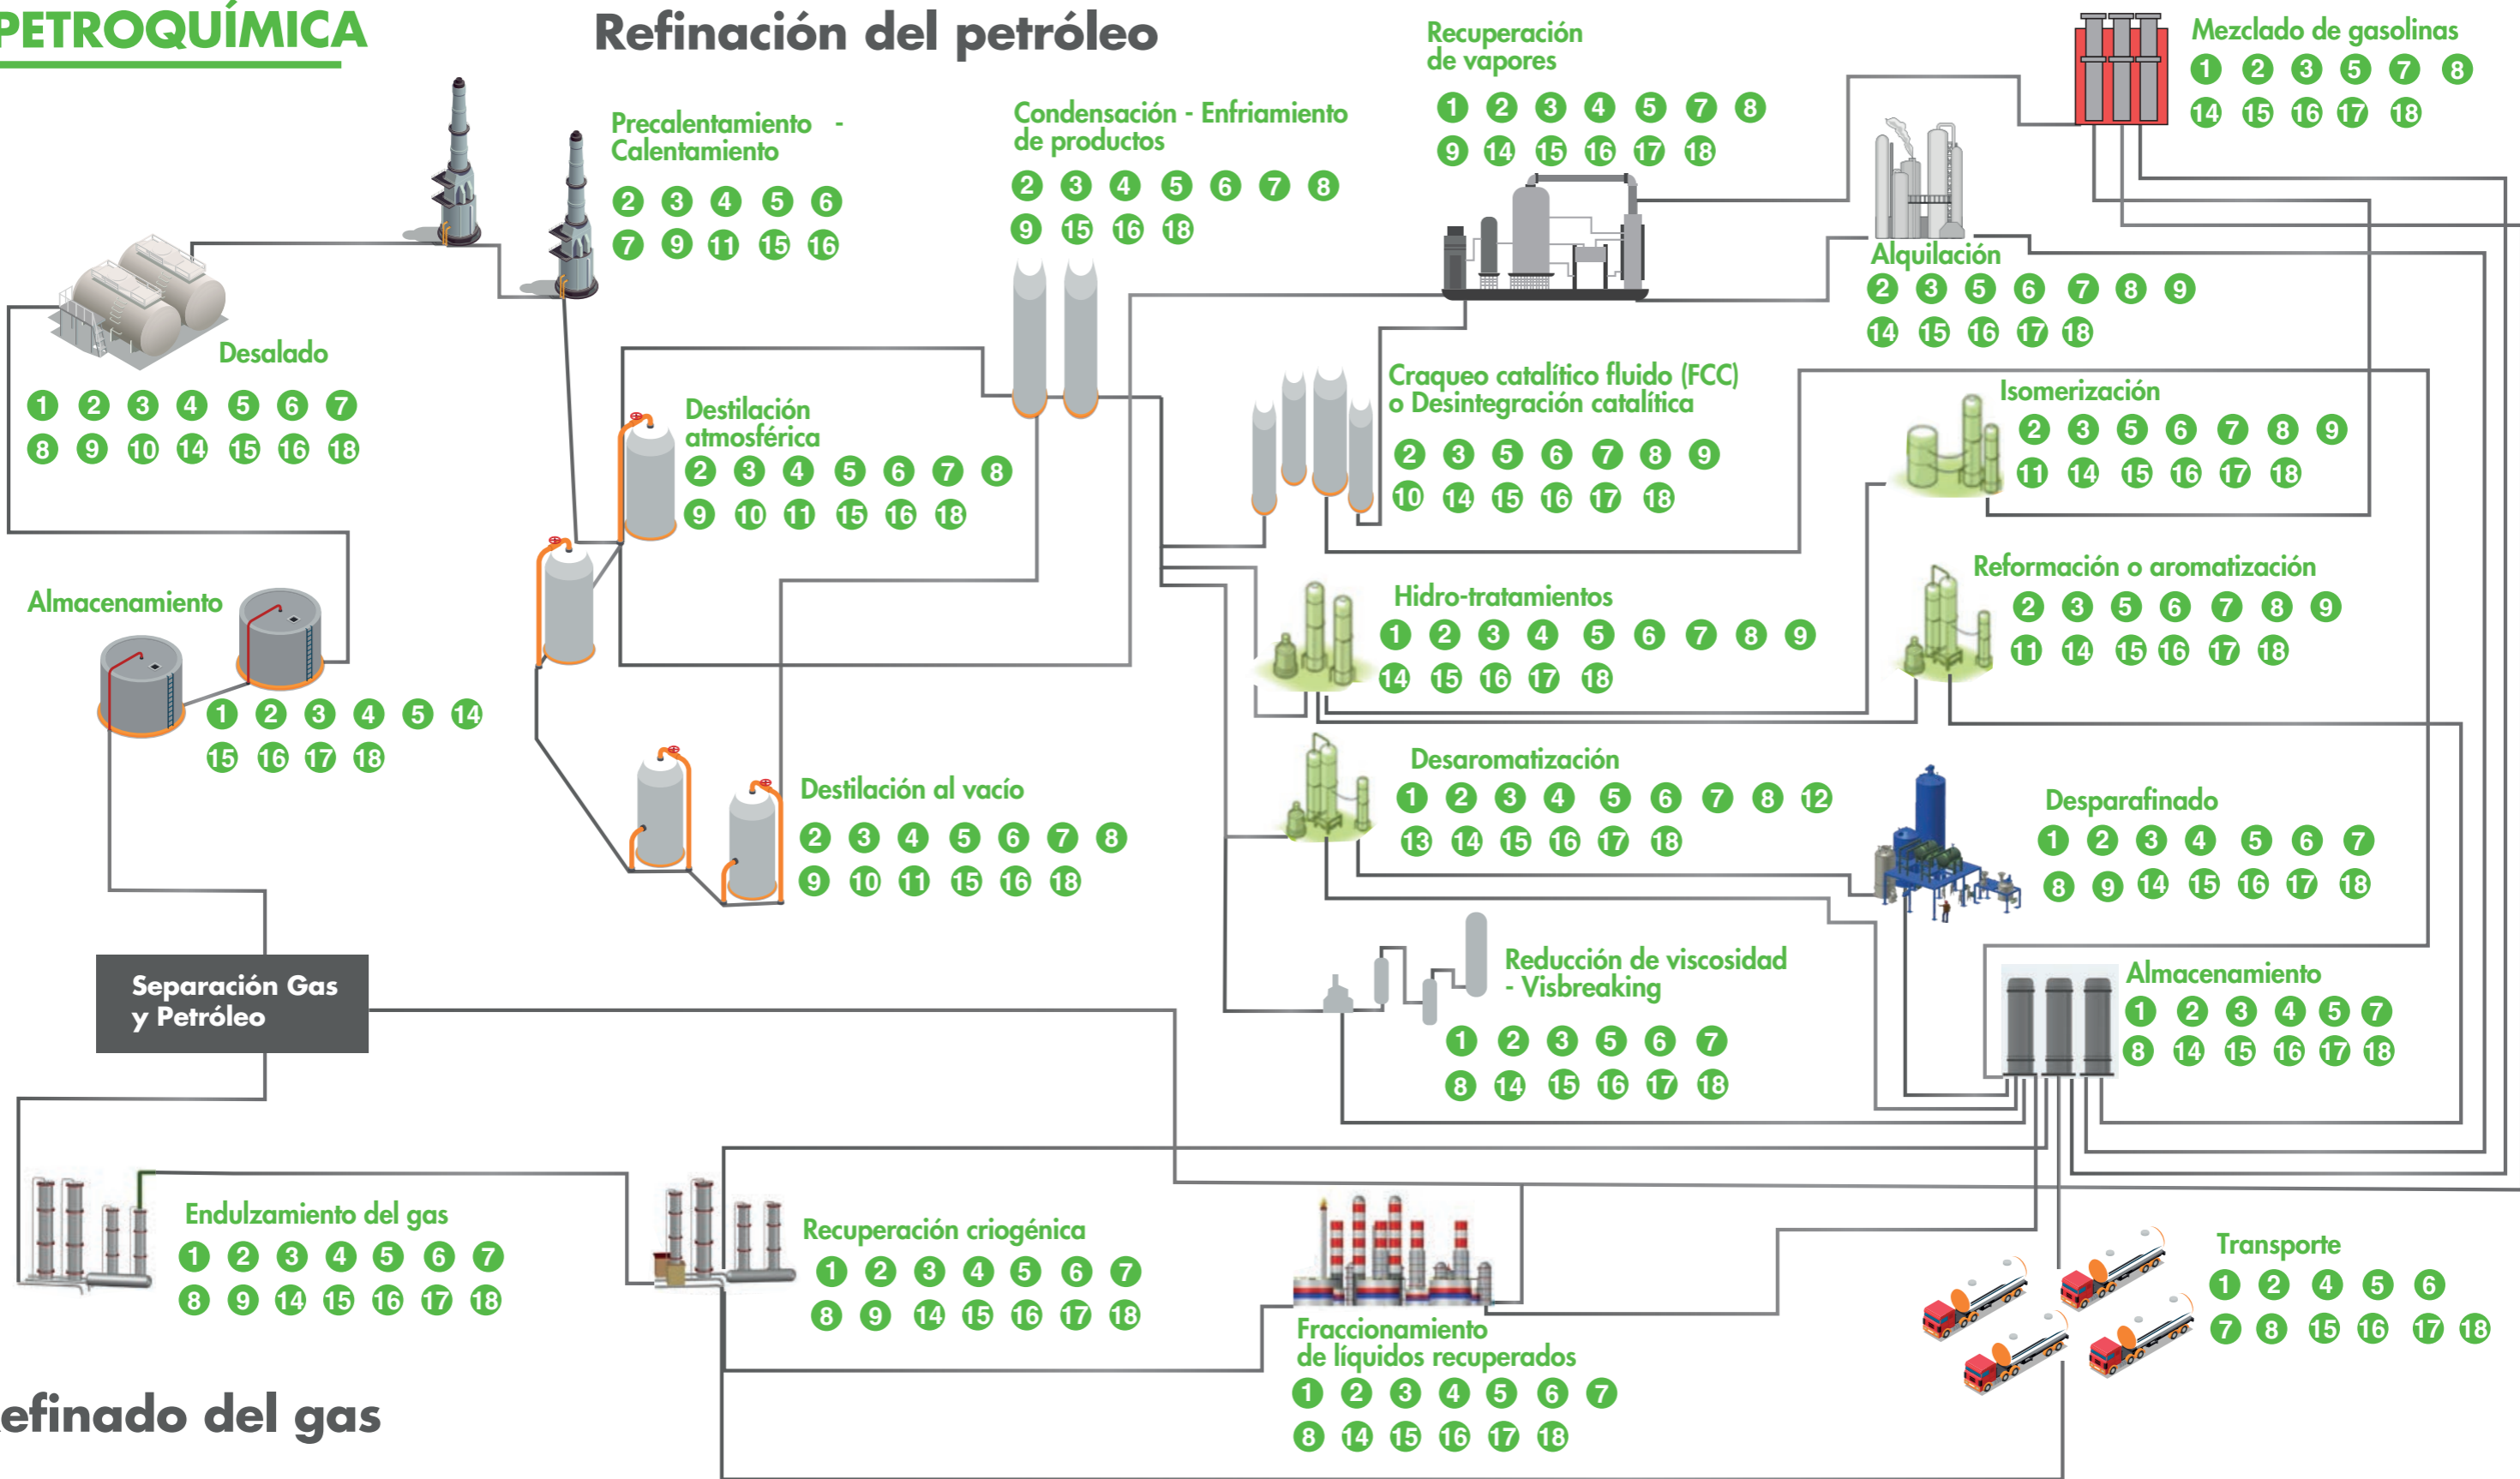 PETROQUÍMICA
Refinación del petróleo
Precalentamiento -
Calentamiento
2 3 4 5 6
7 9 11 15 16
Condensación - Enfriamiento
de productos
2 3 4 5 6 7 8
9 15 16 18
Recuperación
de vapores
1 2 3 4 5 7 8
9 14 15 16 17 18
Mezclado de gasolinas
1 2 3 5 7 8
14 15 16 17 18
Alquilación
2 3 5 6 7 8 9
14 15 16 17 18
Desalado
1 2 3 4 5 6 7
8 9 10 14 15 16 18
Destilación
atmosférica
2 3 4 5 6 7 8
9 10 11 15 16 18
Craqueo catalítico fluido (FCC)
o Desintegración catalítica
2 3 5 6 7 8 9
10 14 15 16 17 18
Isomerización
2 3 5 6 7 8 9
11 14 15 16 17 18
Almacenamiento
1 2 3 4 5 14
15 16 17 18
Hidro-tratamientos
1 2 3 4 5 6 7 8 9
14 15 16 17 18
Reformación o aromatización
2 3 5 6 7 8 9
11 14 15 16 17 18
Destilación al vacío
2 3 4 5 6 7 8
9 10 11 15 16 18
Desaromatización
1 2 3 4 5 6 7 8 12
13 14 15 16 17 18
Desparafinado
1 2 3 4 5 6 7
8 9 14 15 16 17 18
Separación Gas
y Petróleo
Reducción de viscosidad
- Visbreaking
1 2 3 5 6 7
8 14 15 16 17 18
Almacenamiento
1 2 3 4 5 7
8 14 15 16 17 18
Endulzamiento del gas
1 2 3 4 5 6 7
8 9 14 15 16 17 18
Recuperación criogénica
1 2 3 4 5 6 7
8 9 14 15 16 17 18
Fraccionamiento
de líquidos recuperados
1 2 3 4 5 6 7
8 14 15 16 17 18
Transporte
1 2 4 5 6
7 8 15 16 17 18
efinado del gas